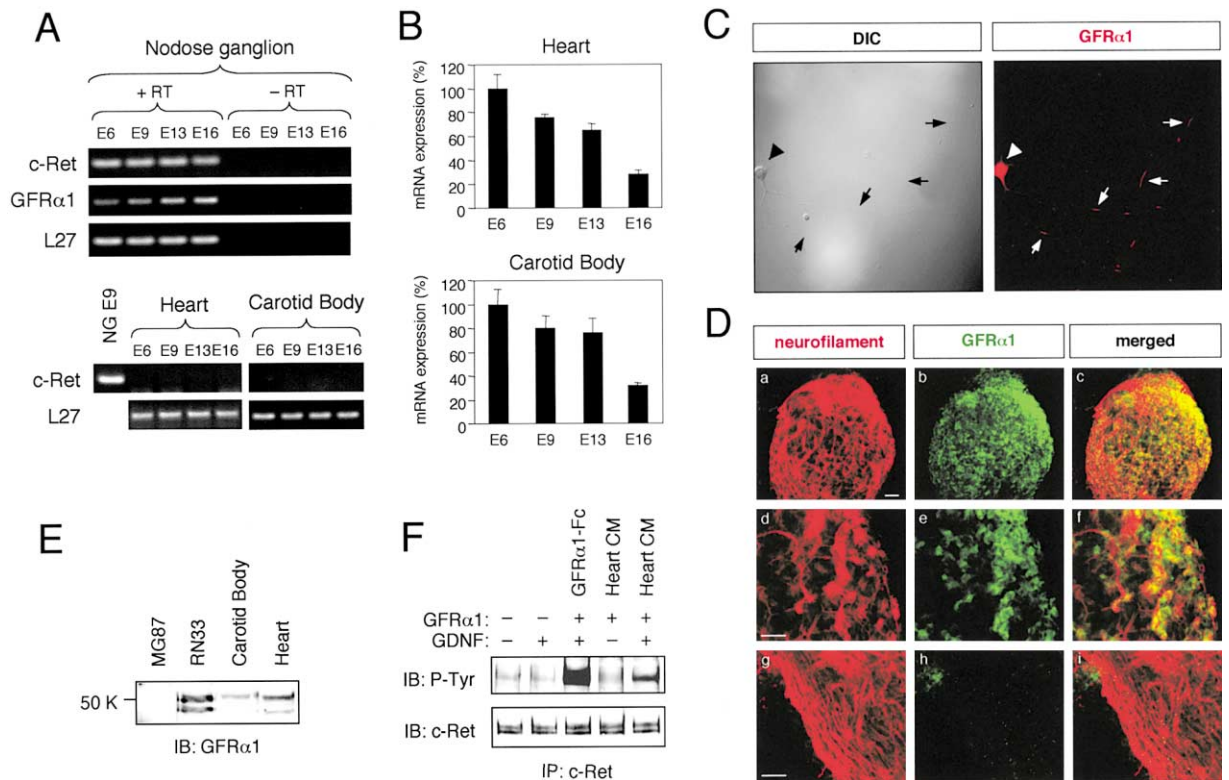 A
Nodose ganglion
+ RT – RT
E6 E9 E13 E16 E6 E9 E13 E16
c-Ret
GFRα1
L27
NG E9
Heart Carotid Body
E6 E9 E13 E16 E6 E9 E13 E16
c-Ret
L27
B
Heart
mRNA expression (%)
120
100
80
60
40
20
0
E6 E9 E13 E16
Carotid Body
mRNA expression (%)
120
100
80
60
40
20
0
E6 E9 E13 E16
C
DIC GFRα1
D
neurofilament GFRα1 merged
a b c
d e f
g h i
E
MG87 RN33 Carotid Body Heart
50 K
IB: GFRα1
F
GFRα1-Fc Heart CM Heart CM
GFRα1: – – + + +
GDNF: – + + – +
IB: P-Tyr
IB: c-Ret
IP: c-Ret